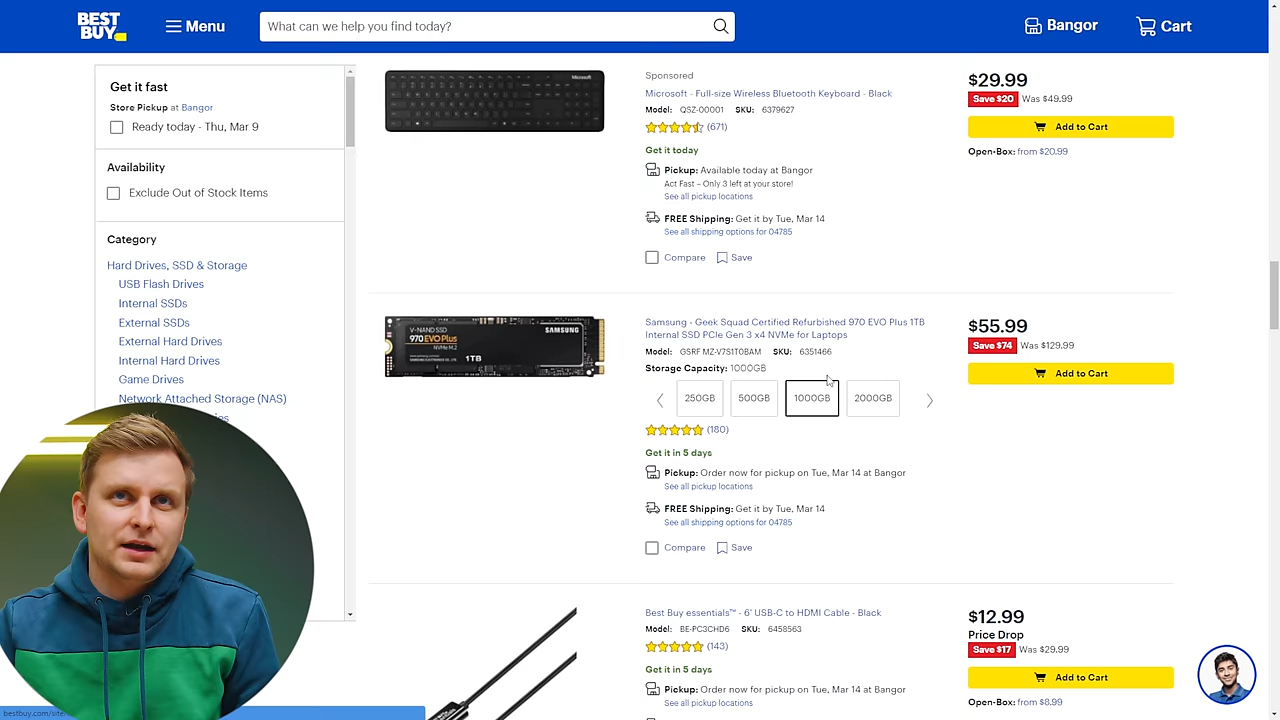 BEST BUY
Menu
What can we help you find today?
Bangor
Cart
Get it fast
Store Pickup at Bangor
Ready today - Thu, Mar 9
Availability
Exclude Out of Stock Items
Category
Hard Drives, SSD & Storage
USB Flash Drives
Internal SSDs
External SSDs
External Hard Drives
Internal Hard Drives
Game Drives
Network Attached Storage (NAS)
Microsoft
Sponsored
Microsoft - Full-size Wireless Bluetooth Keyboard - Black
Model: QSZ-00001 SKU: 6379627
(671)
Get it today
Pickup: Available today at Bangor
Act Fast – Only 3 left at your store!
See all pickup locations
FREE Shipping: Get it by Tue, Mar 14
See all shipping options for 04785
Compare Save
$29.99
Save $20 Was $49.99
Add to Cart
Open-Box: from $20.99
V-NAND SSD
970 EVO Plus
NVMe M.2
1TB
SAMSUNG
Samsung - Geek Squad Certified Refurbished 970 EVO Plus 1TB
Internal SSD PCIe Gen 3 x4 NVMe for Laptops
Model: GSRF MZ-V7S1T0BAM SKU: 6351466
Storage Capacity: 1000GB
250GB 500GB 1000GB 2000GB
(180)
Get it in 5 days
Pickup: Order now for pickup on Tue, Mar 14 at Bangor
See all pickup locations
FREE Shipping: Get it by Tue, Mar 14
See all shipping options for 04785
Compare Save
$55.99
Save $74 Was $129.99
Add to Cart
Best Buy essentials™ - 6' USB-C to HDMI Cable - Black
Model: BE-PC3CHD6 SKU: 6458563
(143)
Get it in 5 days
Pickup: Order now for pickup on Tue, Mar 14 at Bangor
See all pickup locations
$12.99
Price Drop
Save $17 Was $29.99
Add to Cart
Open-Box: from $8.99